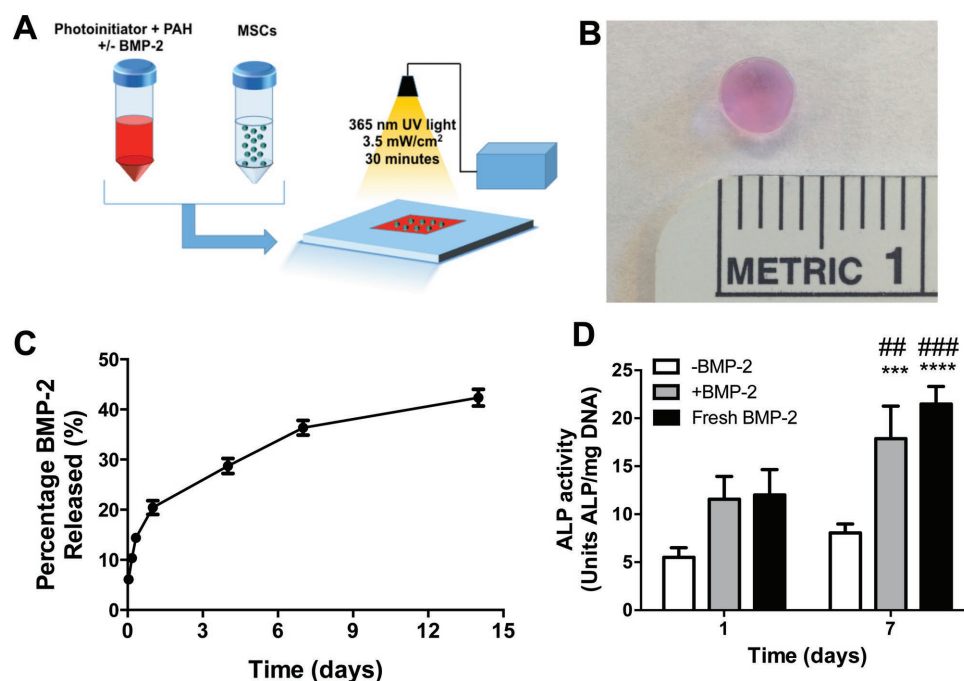 A
Photoinitiator + PAH
+/- BMP-2
MSCs
365 nm UV light
3.5 mW/cm²
30 minutes
B
METRIC 1
C
Percentage BMP-2
Released (%)
50
40
30
20
10
0
0 3 6 9 12 15
Time (days)
D
ALP activity
(Units ALP/mg DNA)
25
20
15
10
5
0
-BMP-2
+BMP-2
Fresh BMP-2
## ###
*** ****
1 7
Time (days)